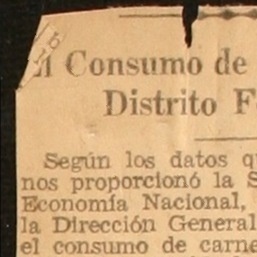 El Consumo de
Distrito F
Según los datos q
nos proporcionó la S
Economía Nacional,
la Dirección General
el consumo de carne